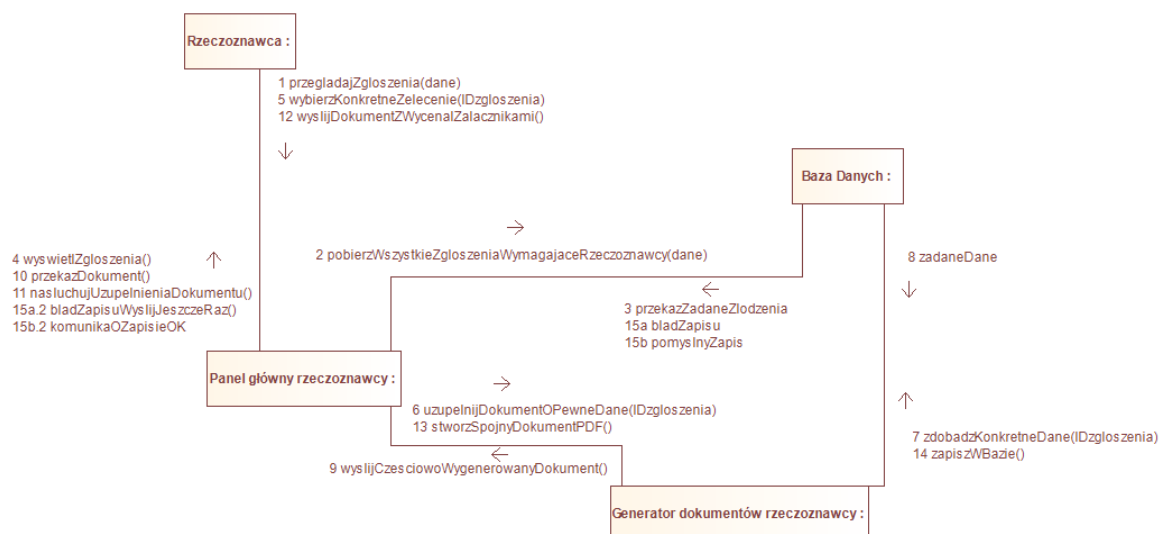 Rzeczoznawca :
1 przegladajZgloszenia(dane)
5 wybierzKonkretneZelecenie(IDzgloszenia)
12 wyslijDokumentZWycenaIZalacznikami()
Baza Danych :
4 wyswietlZgloszenia()
10 przekazDokument()
11 nasluchujUzupelnieniaDokumentu()
15a.2 bladZapisuWyslijJeszczeRaz()
15b.2 komunikaOZapisieOK
2 pobierzWszystkieZgloszeniaWymagajaceRzeczoznawcy(dane)
8 zadaneDane
3 przekazZadaneZlodzenia
15a bladZapisu
15b pomyslnyZapis
Panel główny rzeczoznawcy :
6 uzupelnijDokumentOPewneDane(IDzgloszenia)
13 stworzSpojnyDokumentPDF()
7 zdobadzKonkretneDane(IDzgloszenia)
14 zapiszWBazie()
9 wyslijCzesciowoWygenerowanyDokument()
Generator dokumentów rzeczoznawcy :